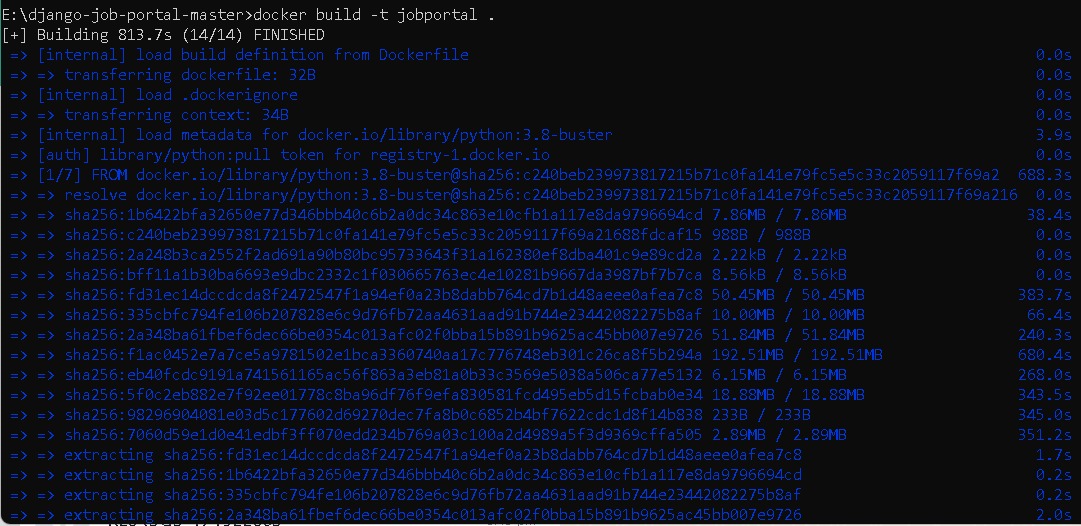 E:\django-job-portal-master>docker build -t jobportal .
[+] Building 813.7s (14/14) FINISHED
=> [internal] load build definition from Dockerfile 0.0s
=> => transferring dockerfile: 32B 0.0s
=> [internal] load .dockerignore 0.0s
=> => transferring context: 34B 0.0s
=> [internal] load metadata for docker.io/library/python:3.8-buster 3.9s
=> [auth] library/python:pull token for registry-1.docker.io 0.0s
=> [1/7] FROM docker.io/library/python:3.8-buster@sha256:c240beb239973817215b71c0fa141e79fc5e5c33c2059117f69a2 688.3s
=> => resolve docker.io/library/python:3.8-buster@sha256:c240beb239973817215b71c0fa141e79fc5e5c33c2059117f69a216 0.0s
=> => sha256:1b6422bfa32650e77d346bbb40c6b2a0dc34c863e10cfb1a117e8da9796694cd 7.86MB / 7.86MB 38.4s
=> => sha256:c240beb239973817215b71c0fa141e79fc5e5c33c2059117f69a21688fdcaf15 988B / 988B 0.0s
=> => sha256:2a248b3ca2552f2ad691a90b80bc95733643f31a162380ef8dba401c9e89cd2a 2.22kB / 2.22kB 0.0s
=> => sha256:bff11a1b30ba6693e9dbc2332c1f030665763ec4e10281b9667da3987bf7b7ca 8.56kB / 8.56kB 0.0s
=> => sha256:fd31ec14dccdcda8f2472547f1a94ef0a23b8dabb764cd7b1d48aeee0afea7c8 50.45MB / 50.45MB 383.7s
=> => sha256:335cbfc794fe106b207828e6c9d76fb72aa4631aad91b744e23442082275b8af 10.00MB / 10.00MB 66.4s
=> => sha256:2a348ba61fbef6dec66be0354c013afc02f0bba15b891b9625ac45bb007e9726 51.84MB / 51.84MB 240.3s
=> => sha256:f1ac0452e7a7ce5a9781502e1bca3360740aa17c776748eb301c26ca8f5b294a 192.51MB / 192.51MB 680.4s
=> => sha256:eb40fcdc9191a741561165ac56f863a3eb81a0b33c3569e5038a506ca77e5132 6.15MB / 6.15MB 268.0s
=> => sha256:5f0c2eb882e7f92ee01778c8ba96df76f9efa830581fcd495eb5d15fcbab0e34 18.88MB / 18.88MB 343.5s
=> => sha256:98296904081e03d5c177602d69270dec7fa8b0c6852b4bf7622cdc1d8f14b838 233B / 233B 345.0s
=> => sha256:7060d59e1d0e41edbf3ff070edd234b769a03c100a2d4989a5f3d9369cffa505 2.89MB / 2.89MB 351.2s
=> => extracting sha256:fd31ec14dccdcda8f2472547f1a94ef0a23b8dabb764cd7b1d48aeee0afea7c8 1.7s
=> => extracting sha256:1b6422bfa32650e77d346bbb40c6b2a0dc34c863e10cfb1a117e8da9796694cd 0.2s
=> => extracting sha256:335cbfc794fe106b207828e6c9d76fb72aa4631aad91b744e23442082275b8af 0.2s
=> => extracting sha256:2a348ba61fbef6dec66be0354c013afc02f0bba15b891b9625ac45bb007e9726 2.0s